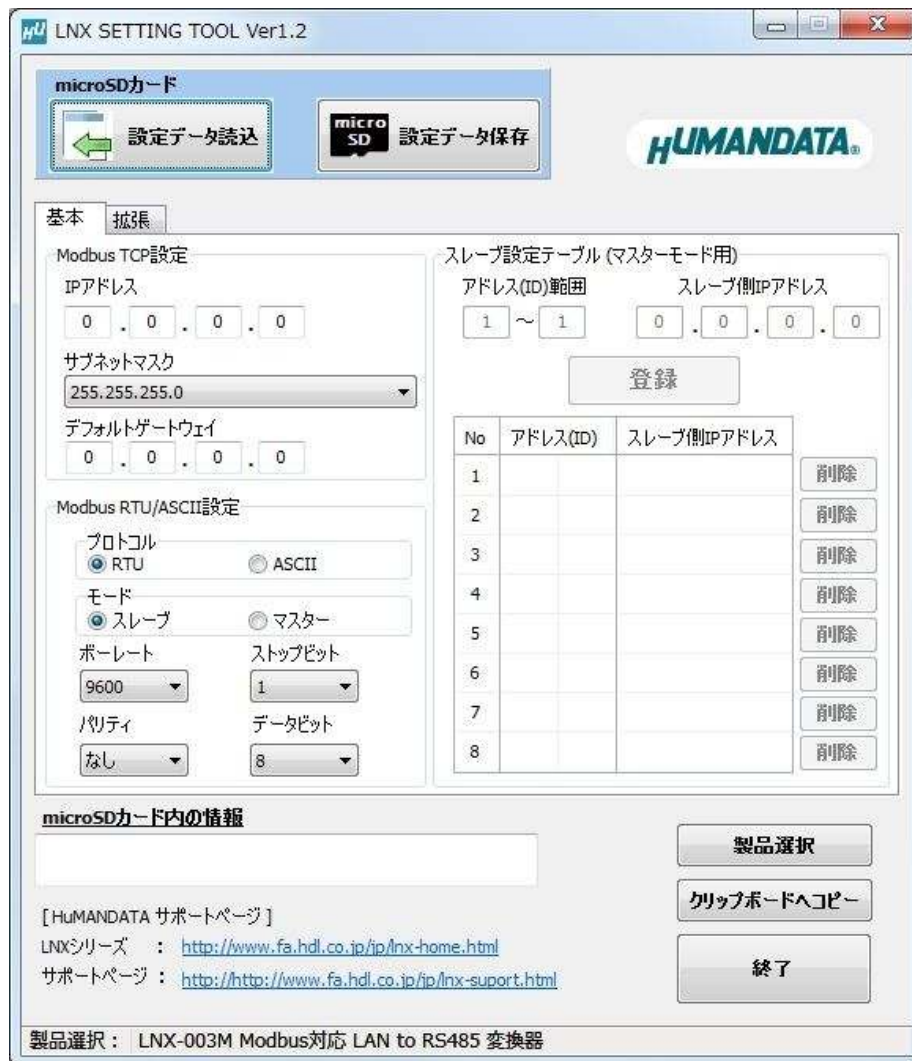 HU LNX SETTING TOOL Ver1.2
microSDカード
設定データ読込
micro SD 設定データ保存
HUMANDATA®
基本 拡張
Modbus TCP設定
IPアドレス
0 . 0 . 0 . 0
サブネットマスク
255.255.255.0
デフォルトゲートウェイ
0 . 0 . 0 . 0
Modbus RTU/ASCII設定
プロトコル
RTU ASCII
モード
スレーブ マスター
ボーレート ストップビット
9600 1
パリティ データビット
なし 8
スレーブ設定テーブル (マスターモード用)
アドレス(ID)範囲 スレーブ側IPアドレス
1 ～ 1 0 . 0 . 0 . 0
登録
No アドレス(ID) スレーブ側IPアドレス
1 削除
2 削除
3 削除
4 削除
5 削除
6 削除
7 削除
8 削除
microSDカード内の情報
[HuMANDATA サポートページ]
LNXシリーズ : http://www.fa.hdl.co.jp/jp/lnx-home.html
サポートページ : http://http://www.fa.hdl.co.jp/jp/lnx-suport.html
製品選択
クリップボードへコピー
終了
製品選択： LNX-003M Modbus対応 LAN to RS485 変換器